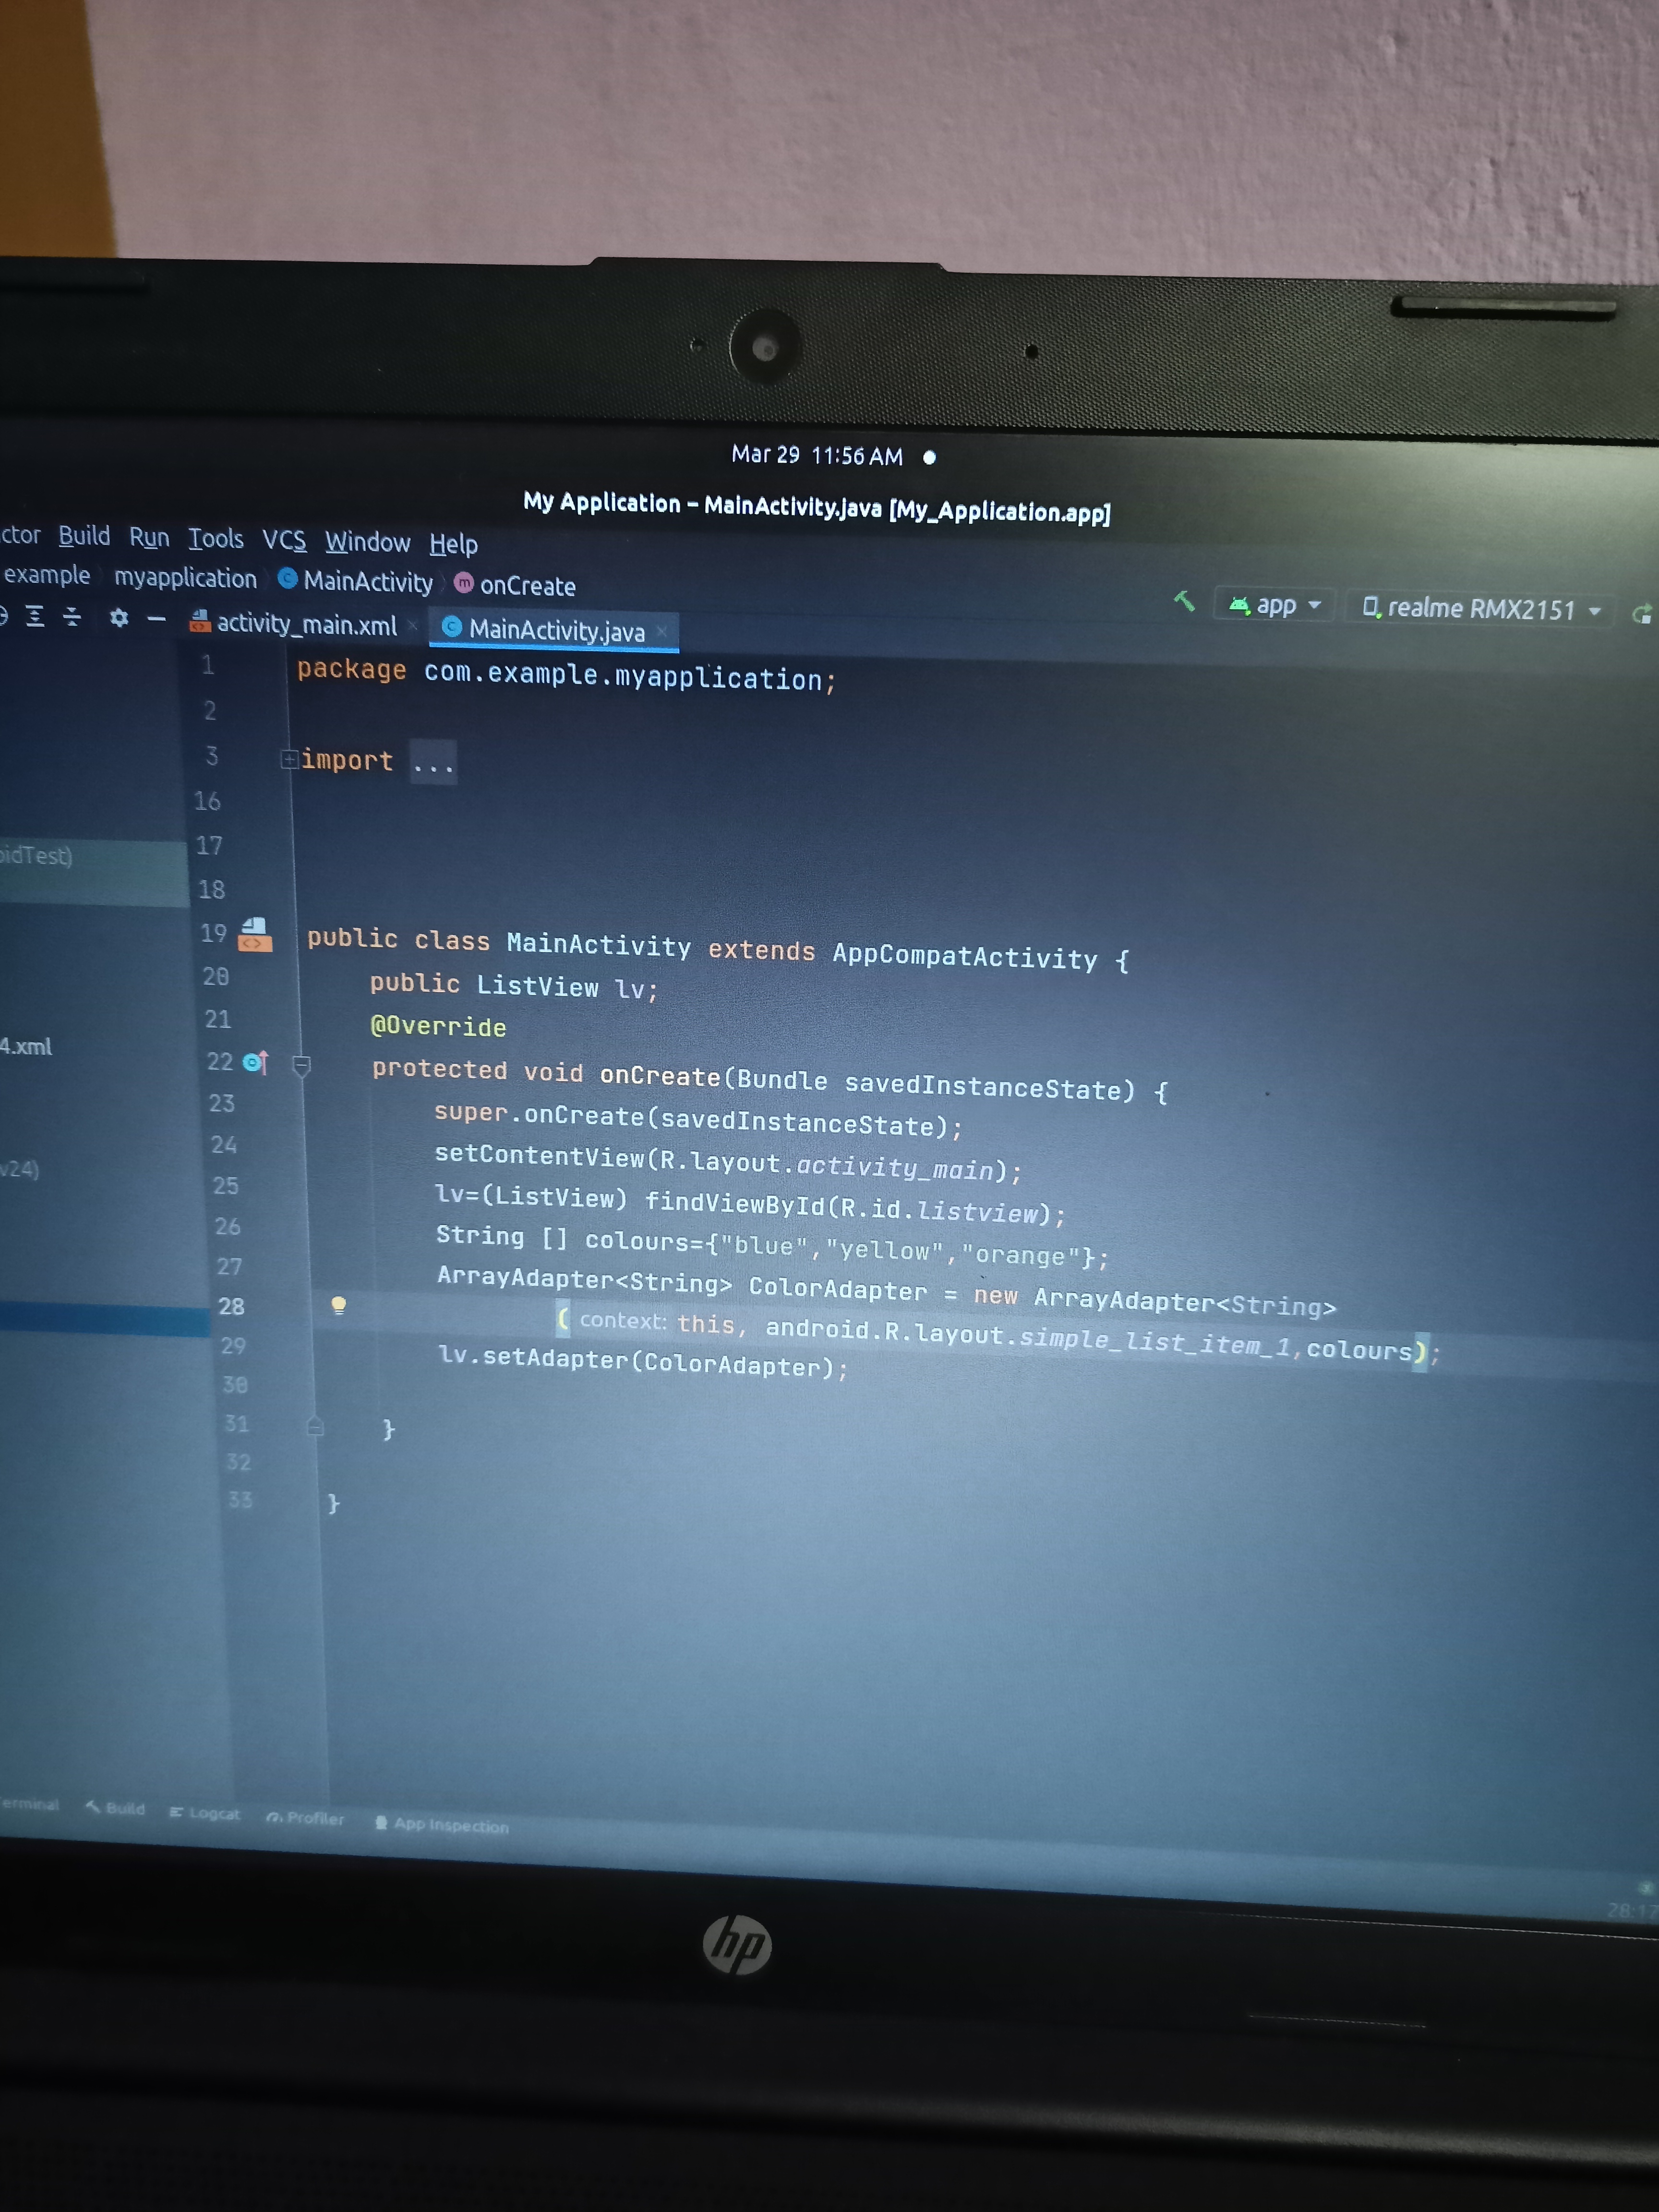 Mar 29 11:56 AM
My Application – MainActivity.java [My_Application.app]
ctor Build Run Tools VCS Window Help
example myapplication MainActivity onCreate
app realme RMX2151
activity_main.xml MainActivity.java
1 package com.example.myapplication;
2
3 import ...
16
17
oidTest)
18
19 public class MainActivity extends AppCompatActivity {
20 public ListView lv;
21 @Override
4.xml
22 protected void onCreate(Bundle savedInstanceState) {
23 super.onCreate(savedInstanceState);
24 setContentView(R.layout.activity_main);
v24)
25 lv=(ListView) findViewById(R.id.listview);
26 String [] colours={"blue","yellow","orange"};
27 ArrayAdapter<String> ColorAdapter = new ArrayAdapter<String>
28 ( context: this, android.R.layout.simple_list_item_1,colours);
29 lv.setAdapter(ColorAdapter);
30
31 }
32
33 }
erminal Build Logcat Profiler App Inspection
28:17
hp